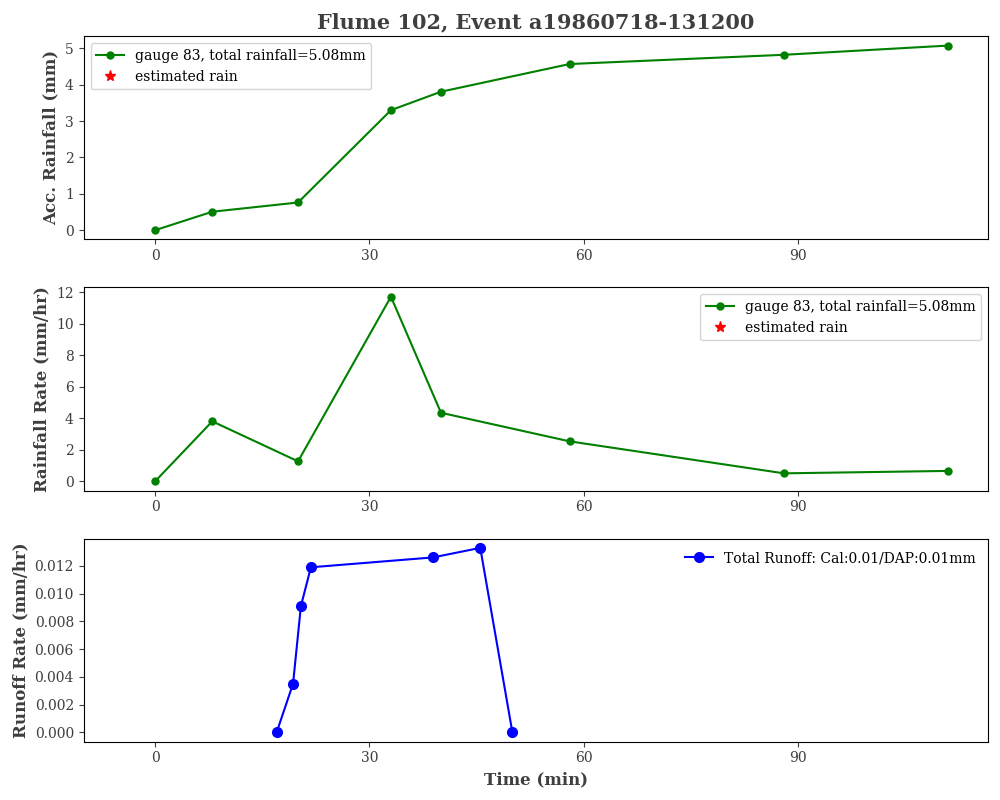 Flume 102, Event a19860718-131200
Acc. Rainfall (mm)
5
4
3
2
1
0
gauge 83, total rainfall=5.08mm
estimated rain
0 30 60 90
Rainfall Rate (mm/hr)
12
10
8
6
4
2
0
gauge 83, total rainfall=5.08mm
estimated rain
0 30 60 90
Runoff Rate (mm/hr)
0.012
0.010
0.008
0.006
0.004
0.002
0.000
Total Runoff: Cal:0.01/DAP:0.01mm
0 30 60 90
Time (min)